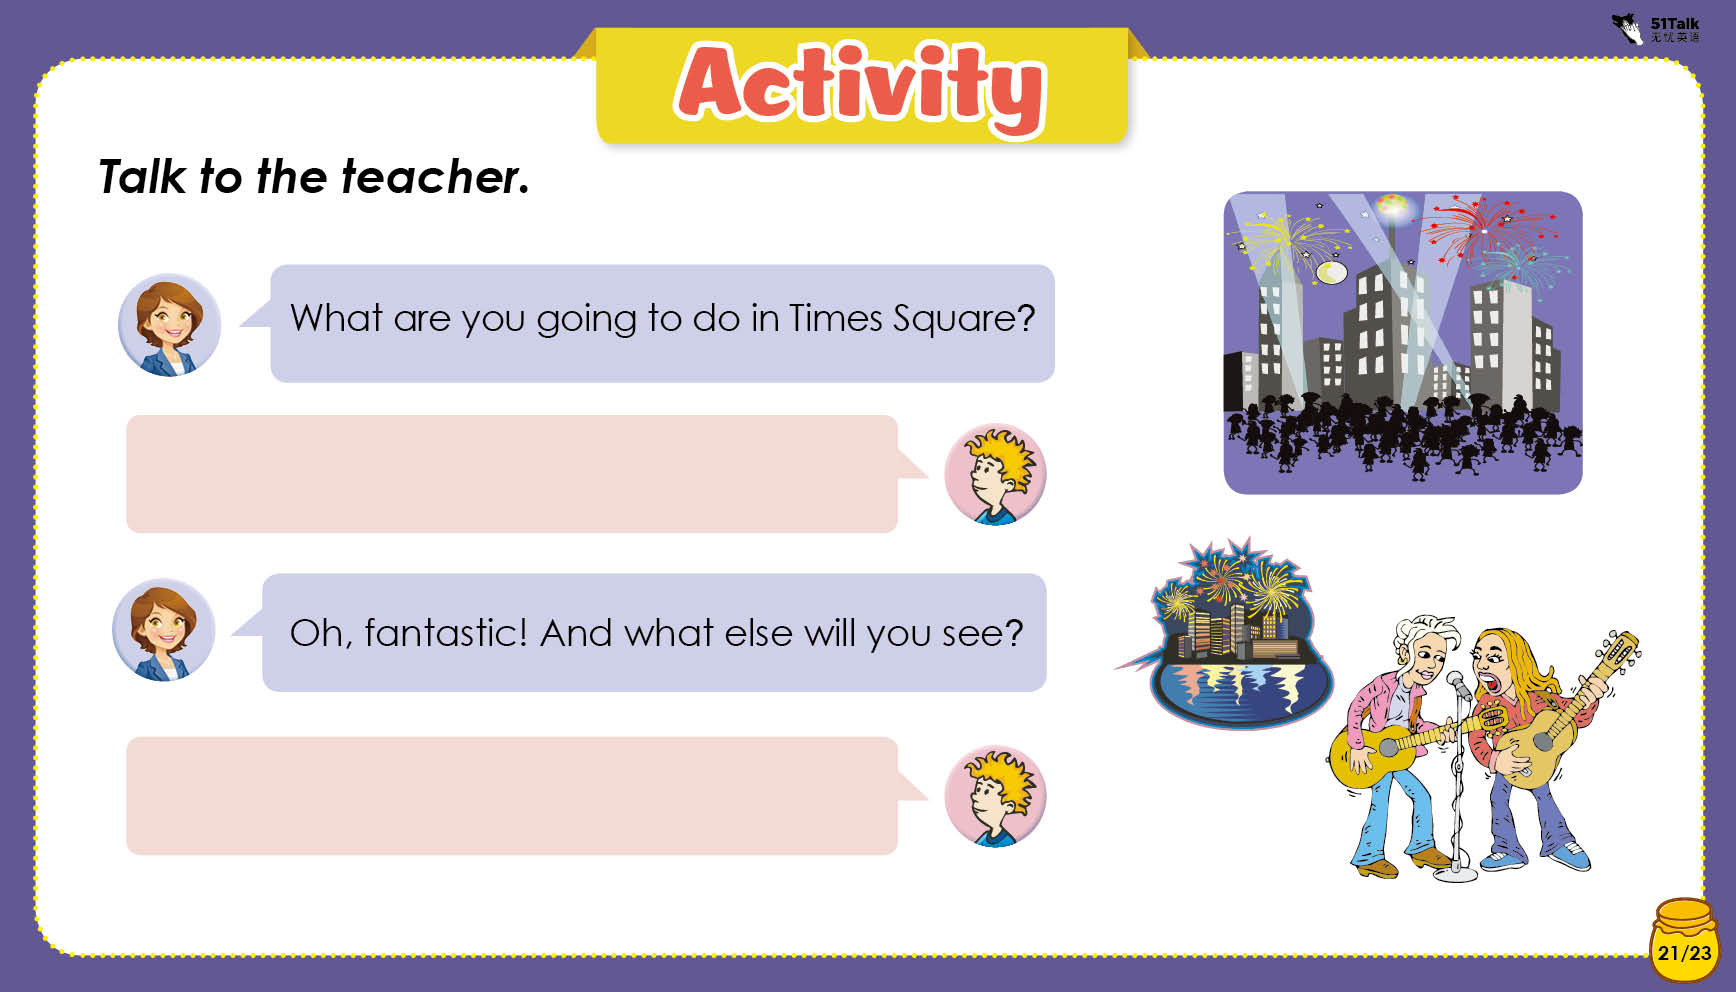 51Talk
无忧英语
Activity
Talk to the teacher.
What are you going to do in Times Square?
Oh, fantastic! And what else will you see?
21/23